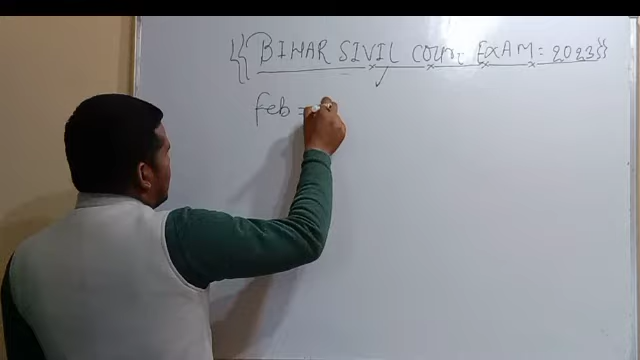 {{BIHAR SIVIL COURT EXAM = 2023}}
feb =